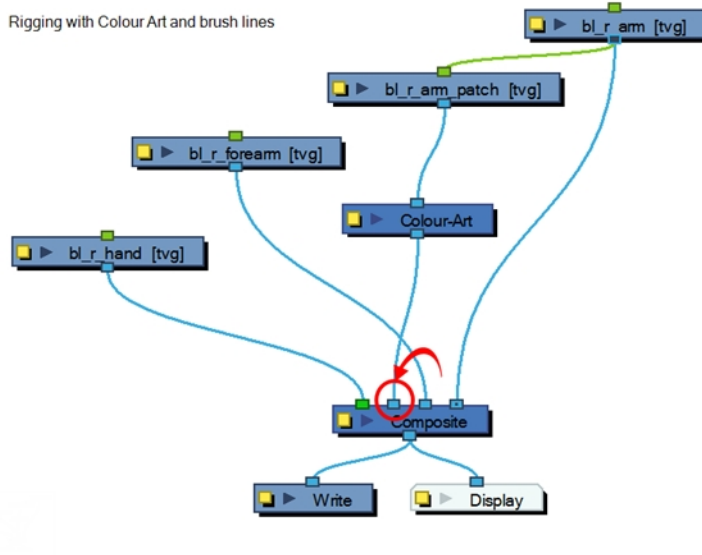 Rigging with Colour Art and brush lines
bl_r_arm [tvg]
bl_r_arm_patch [tvg]
bl_r_forearm [tvg]
Colour-Art
bl_r_hand [tvg]
Composite
Write
Display